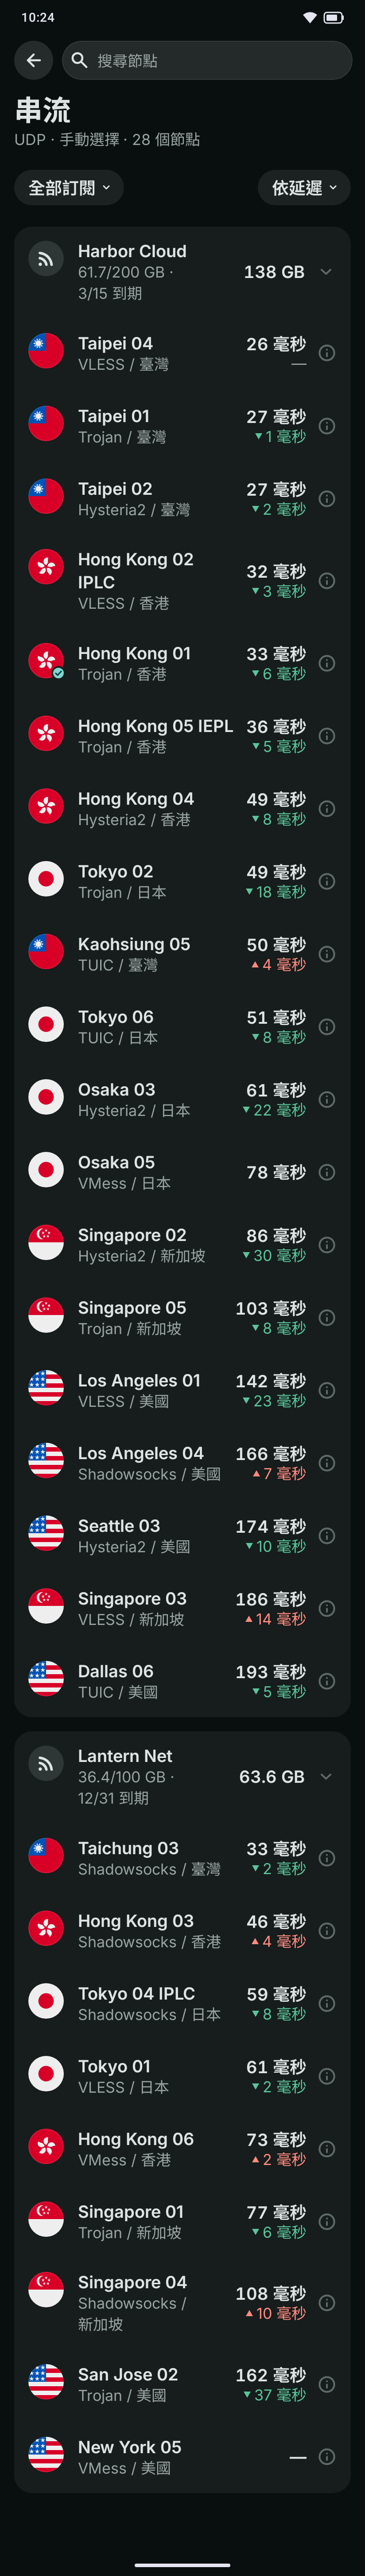 10:24
搜尋節點
串流
UDP · 手動選擇 · 28 個節點
全部訂閱
依延遲
Harbor Cloud
61.7/200 GB ·
138 GB
3/15 到期
Taipei 04
26 毫秒
VLESS / 臺灣
—
Taipei 01
27 毫秒
Trojan / 臺灣
▼1 毫秒
Taipei 02
27 毫秒
Hysteria2 / 臺灣
▼2 毫秒
Hong Kong 02
IPLC
32 毫秒
VLESS / 香港
▼3 毫秒
Hong Kong 01
33 毫秒
Trojan / 香港
▼6 毫秒
Hong Kong 05 IEPL
36 毫秒
Trojan / 香港
▼5 毫秒
Hong Kong 04
49 毫秒
Hysteria2 / 香港
▼8 毫秒
Tokyo 02
49 毫秒
Trojan / 日本
▼18 毫秒
Kaohsiung 05
50 毫秒
TUIC / 臺灣
▲4 毫秒
Tokyo 06
51 毫秒
TUIC / 日本
▼8 毫秒
Osaka 03
61 毫秒
Hysteria2 / 日本
▼22 毫秒
Osaka 05
78 毫秒
VMess / 日本
Singapore 02
86 毫秒
Hysteria2 / 新加坡
▼30 毫秒
Singapore 05
103 毫秒
Trojan / 新加坡
▼8 毫秒
Los Angeles 01
142 毫秒
VLESS / 美國
▼23 毫秒
Los Angeles 04
166 毫秒
Shadowsocks / 美國
▲7 毫秒
Seattle 03
174 毫秒
Hysteria2 / 美國
▼10 毫秒
Singapore 03
186 毫秒
VLESS / 新加坡
▲14 毫秒
Dallas 06
193 毫秒
TUIC / 美國
▼5 毫秒
Lantern Net
36.4/100 GB ·
63.6 GB
12/31 到期
Taichung 03
33 毫秒
Shadowsocks / 臺灣
▼2 毫秒
Hong Kong 03
46 毫秒
Shadowsocks / 香港
▲4 毫秒
Tokyo 04 IPLC
59 毫秒
Shadowsocks / 日本
▼8 毫秒
Tokyo 01
61 毫秒
VLESS / 日本
▼2 毫秒
Hong Kong 06
73 毫秒
VMess / 香港
▲2 毫秒
Singapore 01
77 毫秒
Trojan / 新加坡
▼6 毫秒
Singapore 04
108 毫秒
Shadowsocks /
新加坡
▲10 毫秒
San Jose 02
162 毫秒
Trojan / 美國
▼37 毫秒
New York 05
—
VMess / 美國